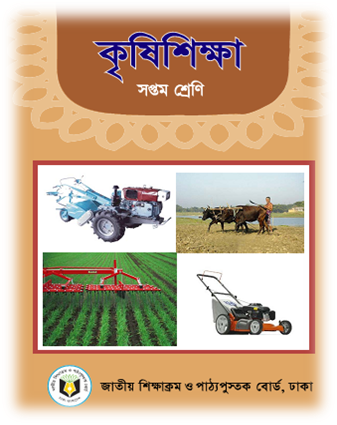 কৃষিশিক্ষা
সপ্তম শ্রেণি
জাতীয় শিক্ষাক্রম ও পাঠ্যপুস্তক বোর্ড, ঢাকা